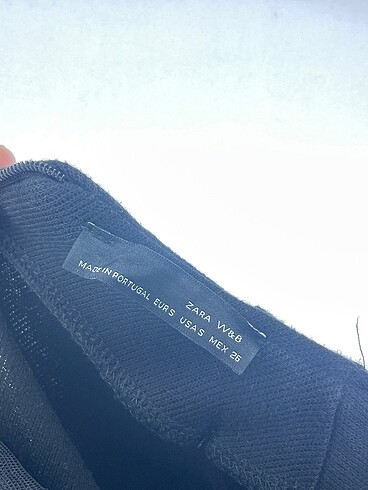 ZARA W&B
MADE IN PORTUGAL EUR S USA S MEX 26